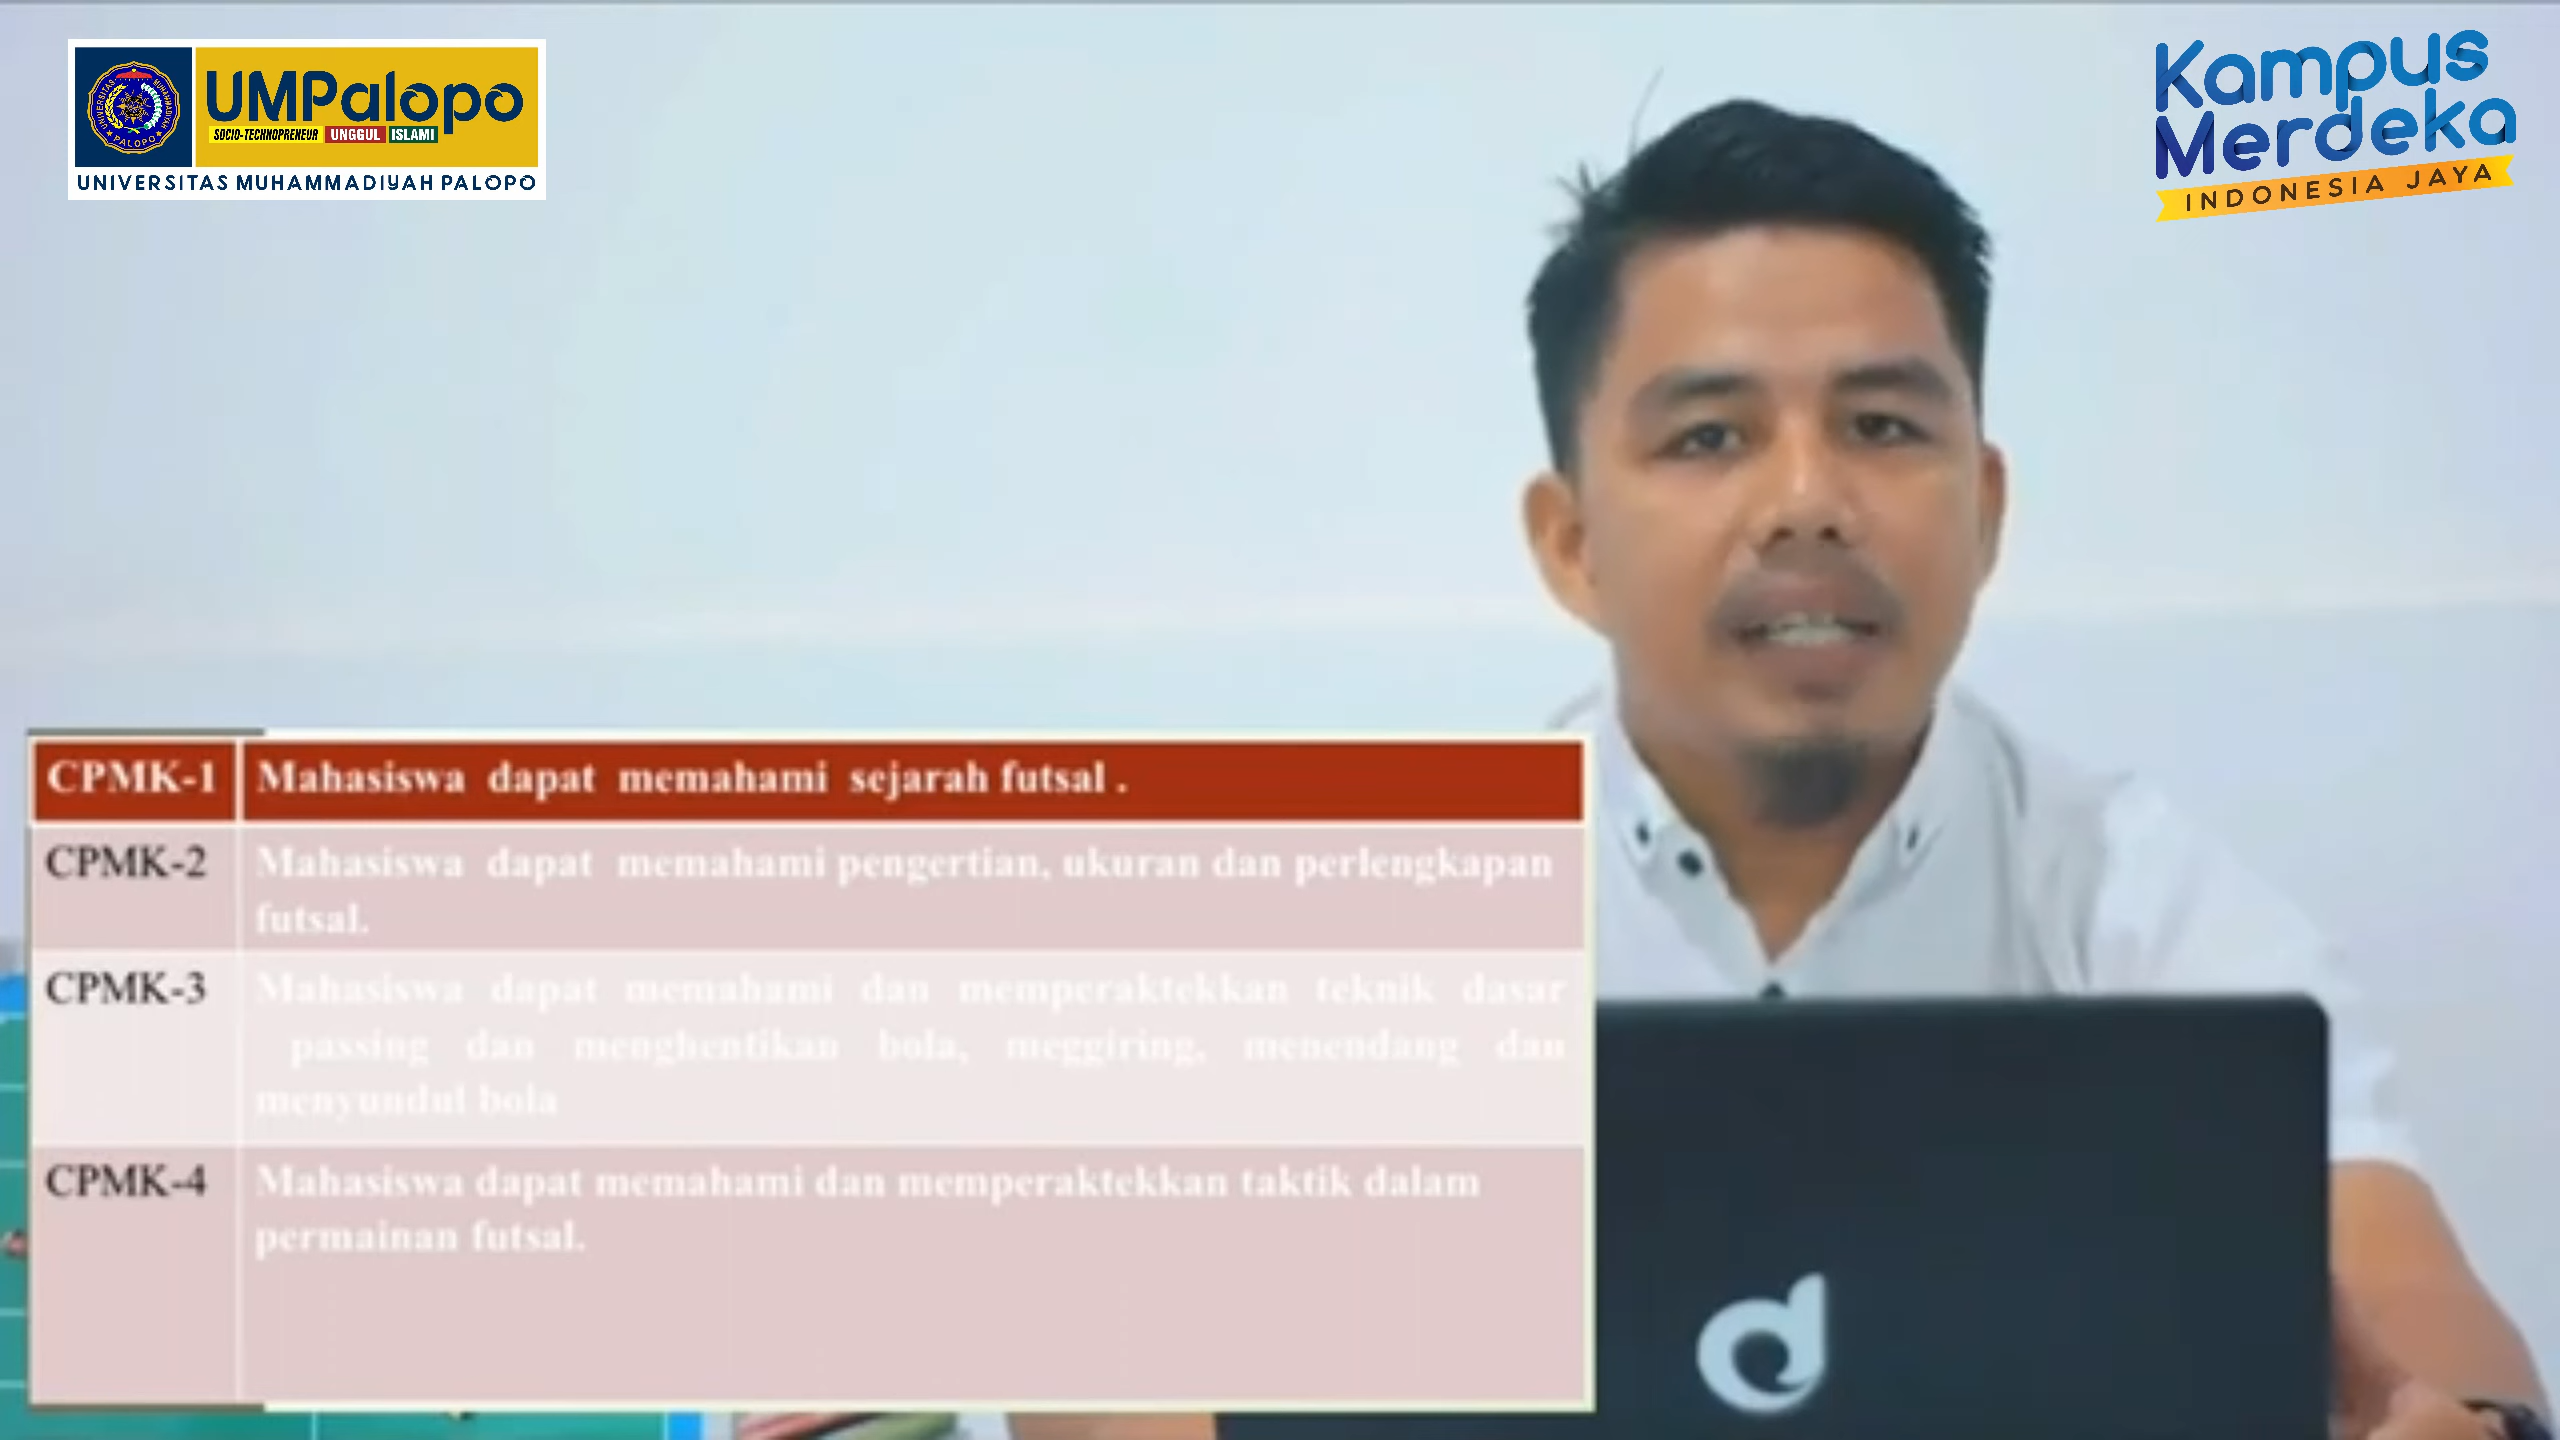 UMPalopo
SOCIO-TECHNOPRENEUR UNGGUL ISLAMI
UNIVERSITAS MUHAMMADIYAH PALOPO
UNIVERSITAS MUHAMMADIYAH
PALOPO
Kampus
Merdeka
INDONESIA JAYA
CPMK-1 Mahasiswa dapat memahami sejarah futsal .
CPMK-2 Mahasiswa dapat memahami pengertian, ukuran dan perlengkapan
futsal.
CPMK-3 Mahasiswa dapat memahami dan memperaktekkan teknik dasar
passing dan menghentikan bola, meggiring, menendang dan
menyundul bola
CPMK-4 Mahasiswa dapat memahami dan memperaktekkan taktik dalam
permainan futsal.